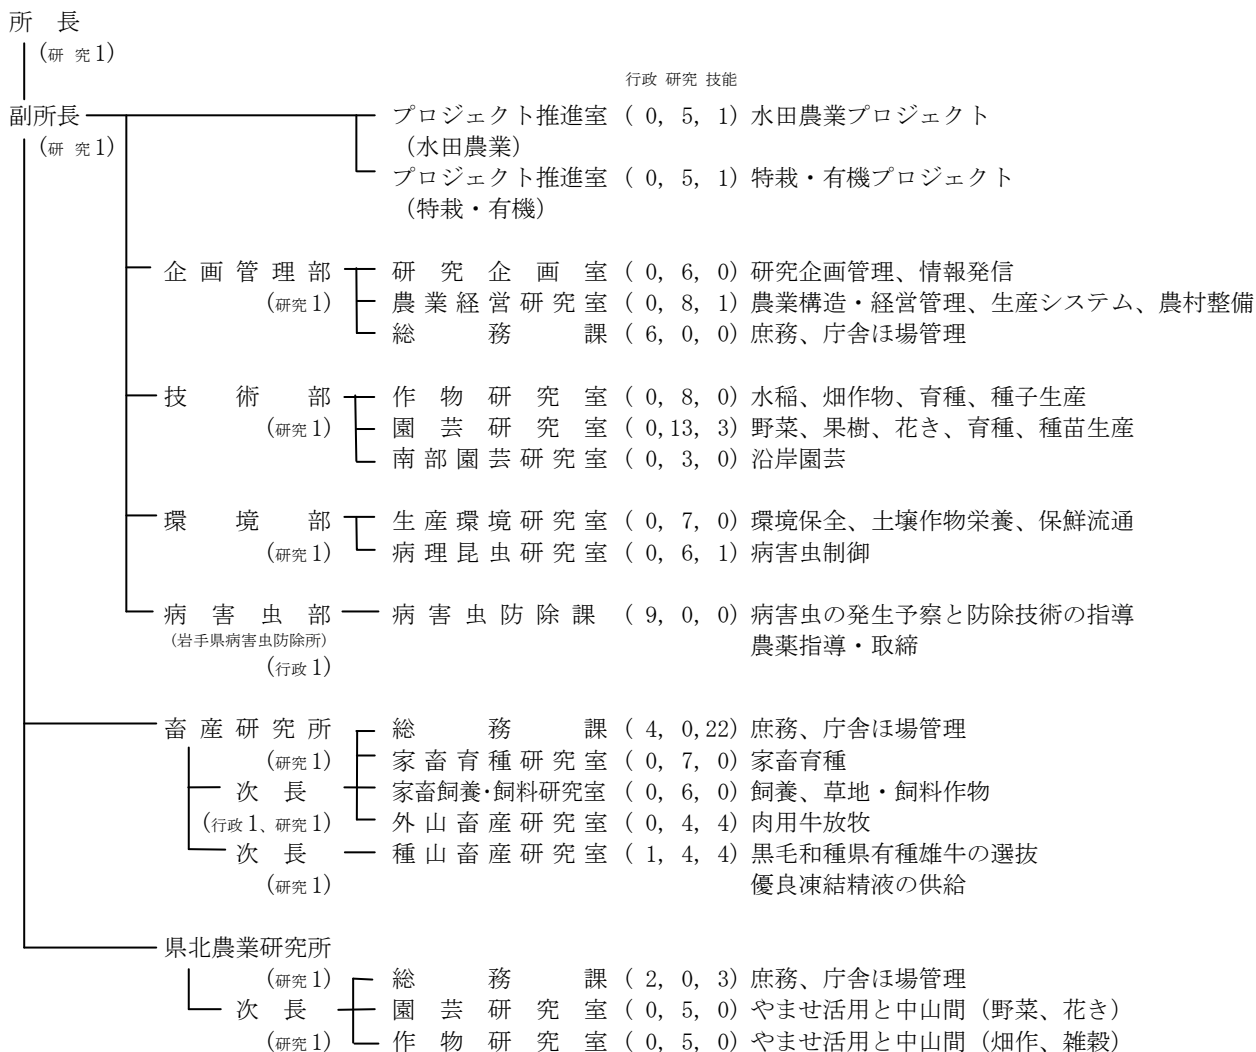 所 長
(研 究 1)
行政 研究 技能
副所長 プロジェクト推進室 ( 0, 5, 1) 水田農業プロジェクト
(研 究 1) (水田農業)
プロジェクト推進室 ( 0, 5, 1) 特栽・有機プロジェクト
(特栽・有機)
企 画 管 理 部 研 究 企 画 室 ( 0, 6, 0) 研究企画管理、情報発信
(研究 1) 農 業 経 営 研 究 室 ( 0, 8, 1) 農業構造・経営管理、生産システム、農村整備
総 務 課 ( 6, 0, 0) 庶務、庁舎ほ場管理
技 術 部 作 物 研 究 室 ( 0, 8, 0) 水稲、畑作物、育種、種子生産
(研究 1) 園 芸 研 究 室 ( 0,13, 3) 野菜、果樹、花き、育種、種苗生産
南 部 園 芸 研 究 室 ( 0, 3, 0) 沿岸園芸
環 境 部 生 産 環 境 研 究 室 ( 0, 7, 0) 環境保全、土壌作物栄養、保鮮流通
(研究 1) 病 理 昆 虫 研 究 室 ( 0, 6, 1) 病害虫制御
病 害 虫 部 病 害 虫 防 除 課 ( 9, 0, 0) 病害虫の発生予察と防除技術の指導
(岩手県病害虫防除所) 農薬指導・取締
(行政 1)
畜 産 研 究 所 総 務 課 ( 4, 0,22) 庶務、庁舎ほ場管理
(研究 1) 家 畜 育 種 研 究 室 ( 0, 7, 0) 家畜育種
次 長 家畜飼養・飼料研究室 ( 0, 6, 0) 飼養、草地・飼料作物
(行政 1、研究 1) 外 山 畜 産 研 究 室 ( 0, 4, 4) 肉用牛放牧
次 長 種 山 畜 産 研 究 室 ( 1, 4, 4) 黒毛和種県有種雄牛の選抜
(研究 1) 優良凍結精液の供給
県北農業研究所
(研究 1) 総 務 課 ( 2, 0, 3) 庶務、庁舎ほ場管理
次 長 園 芸 研 究 室 ( 0, 5, 0) やませ活用と中山間(野菜、花き)
(研究 1) 作 物 研 究 室 ( 0, 5, 0) やませ活用と中山間(畑作、雑穀)